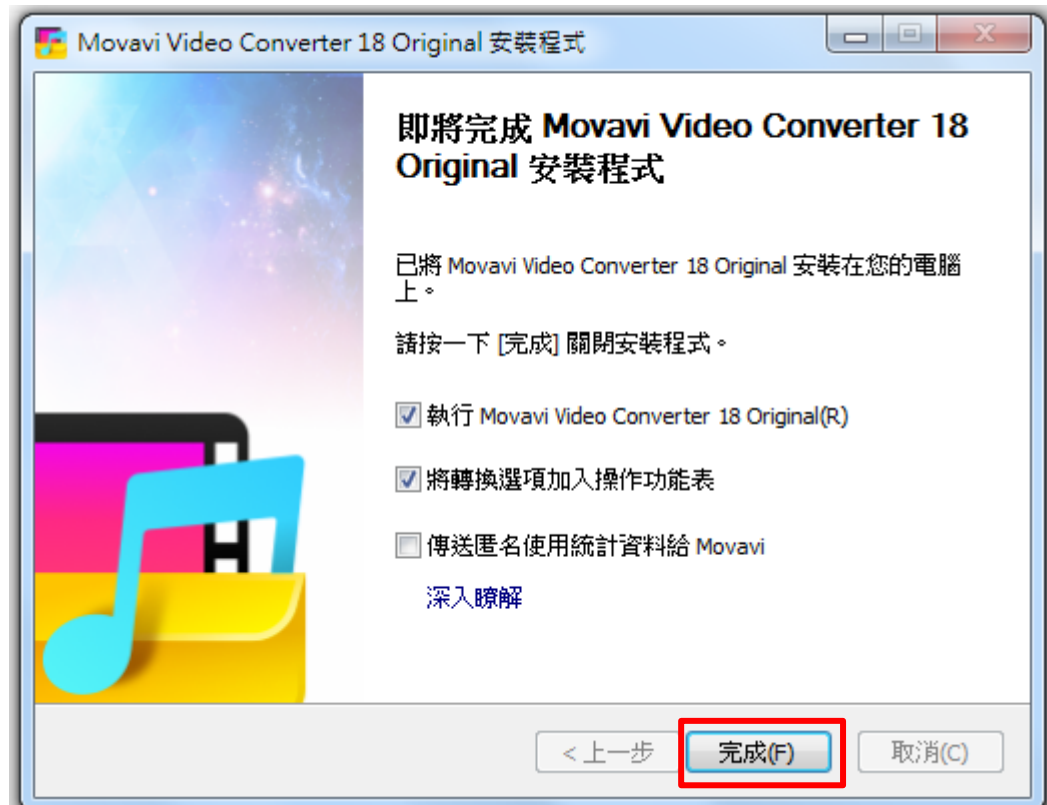 Movavi Video Converter 18 Original 安裝程式
即將完成 Movavi Video Converter 18
Original 安裝程式
已將 Movavi Video Converter 18 Original 安裝在您的電腦
上。
請按一下 [完成] 關閉安裝程式。
執行 Movavi Video Converter 18 Original(R)
將轉換選項加入操作功能表
傳送匿名使用統計資料給 Movavi
深入瞭解
< 上一步 完成(F) 取消(C)